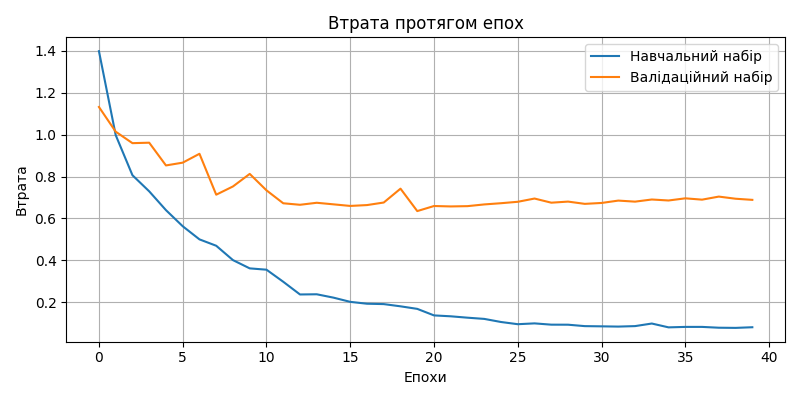 Втрата протягом епох
Навчальний набір
Валідаційний набір
Втрата
1.4
1.2
1.0
0.8
0.6
0.4
0.2
0 5 10 15 20 25 30 35 40
Епохи